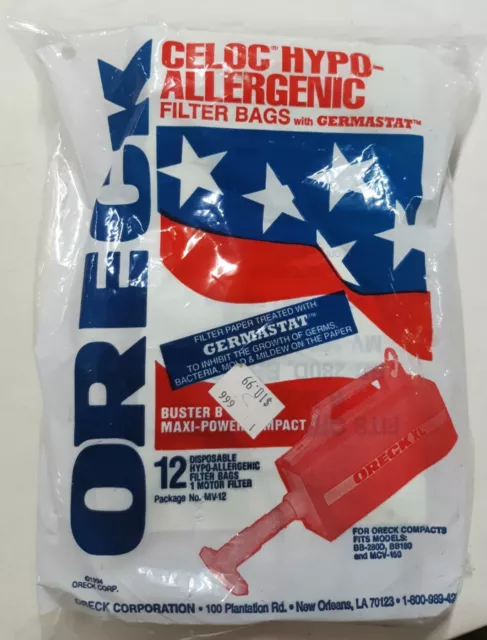 ORECK
CELOC® HYPO-
ALLERGENIC
FILTER BAGS with GERMASTAT™
FILTER PAPER TREATED WITH
GERMASTAT™
TO INHIBIT THE GROWTH OF GERMS,
BACTERIA, MOLD & MILDEW ON THE PAPER
$10.99
999
BUSTER B
MAXI-POWER COMPACT
12 DISPOSABLE
HYPO-ALLERGENIC
FILTER BAGS
1 MOTOR FILTER
Package No. MV-12
ORECK XL
FOR ORECK COMPACTS
FITS MODELS:
BB-280D, BB180
and MCV-160
©1994
ORECK CORP.
ORECK CORPORATION • 100 Plantation Rd. • New Orleans, LA 70123 • 1-800-989-42